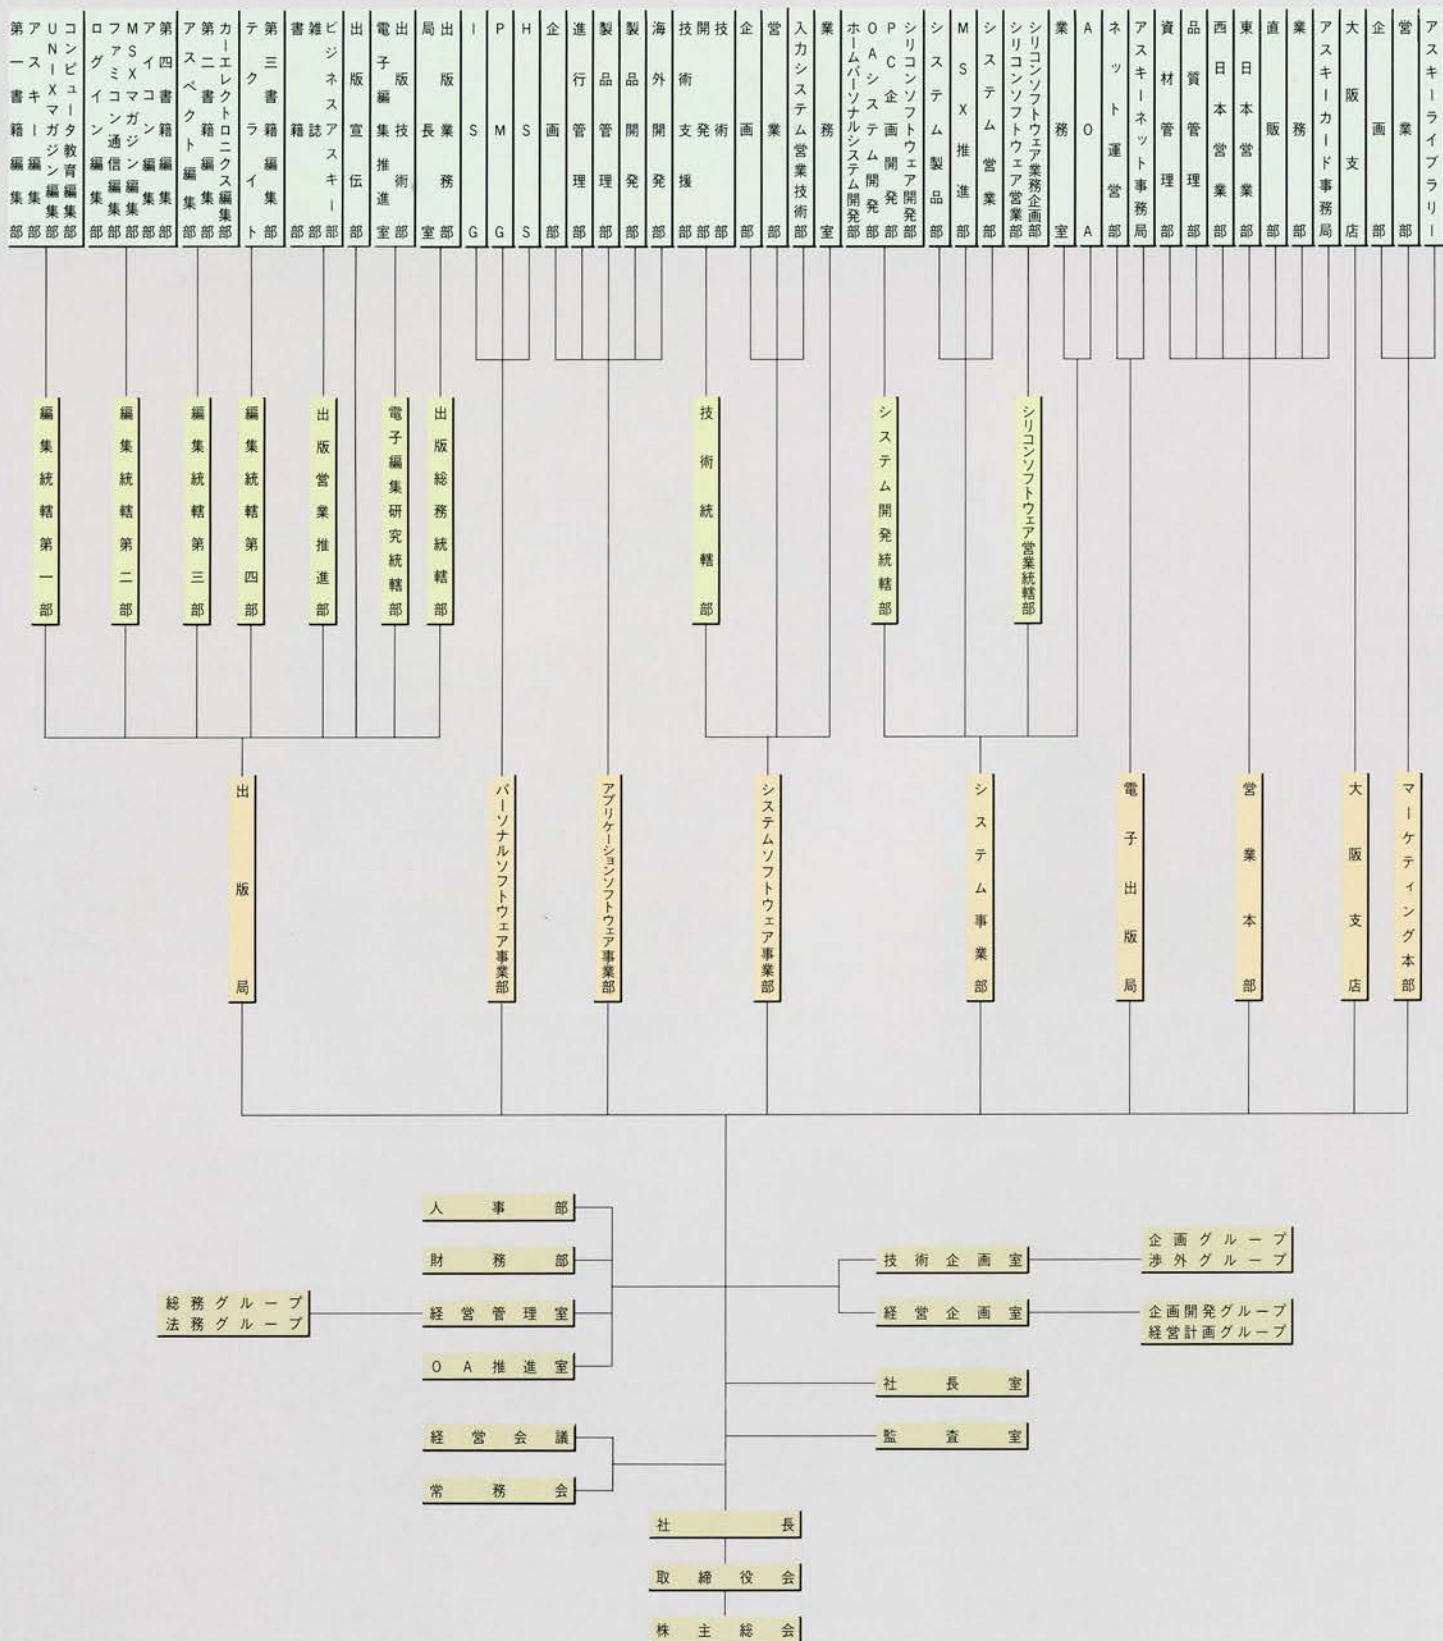 アスキーライブラリー
営業部
企画部
大阪支店
アスキーカード事務局
業務部
直販部
東日本営業部
西日本営業部
品質管理部
資材管理部
アスキーネット事務局
ネット運営部
AOA
業務室
シリコンソフトウェア業務企画部
シリコンソフトウェア営業部
システム営業部
MSX推進部
システム製品部
シリコンソフトウェア開発部
PC企画開発部
OAシステム開発部
ホームパーソナルシステム開発部
業務室
入力システム営業技術部
営業部
企画部
技術部
開発部
技術支援部
海外開発部
製品開発部
製品管理部
進行管理部
企画部
HSS
PMG
ISG
出版業務室
局長室
出版技術部
電子編集推進室
出版宣伝部
ビジネスアスキー部
雑誌部
書籍部
第三書籍編集部
テクライト
カーエレクトロニクス編集部
第二書籍編集部
アスペクト編集部
第四書籍編集部
アイコン編集部
MSXマガジン編集部
ファミコン通信編集部
ログイン編集部
コンピュータ教育編集部
UNIXマガジン編集部
アスキー編集部
第一書籍編集部
シリコンソフトウェア営業統轄部
システム開発統轄部
技術統轄部
出版総務統轄部
電子編集研究統轄部
出版営業推進部
編集統轄第四部
編集統轄第三部
編集統轄第二部
編集統轄第一部
マーケティング本部
大阪支店
営業本部
電子出版局
システム事業部
システムソフトウェア事業部
アプリケーションソフトウェア事業部
パーソナルソフトウェア事業部
出版局
人事部
財務部
経営管理室
総務グループ
法務グループ
OA推進室
経営会議
常務会
技術企画室
企画グループ
渉外グループ
経営企画室
企画開発グループ
経営計画グループ
社長室
監査室
社長
取締役会
株主総会